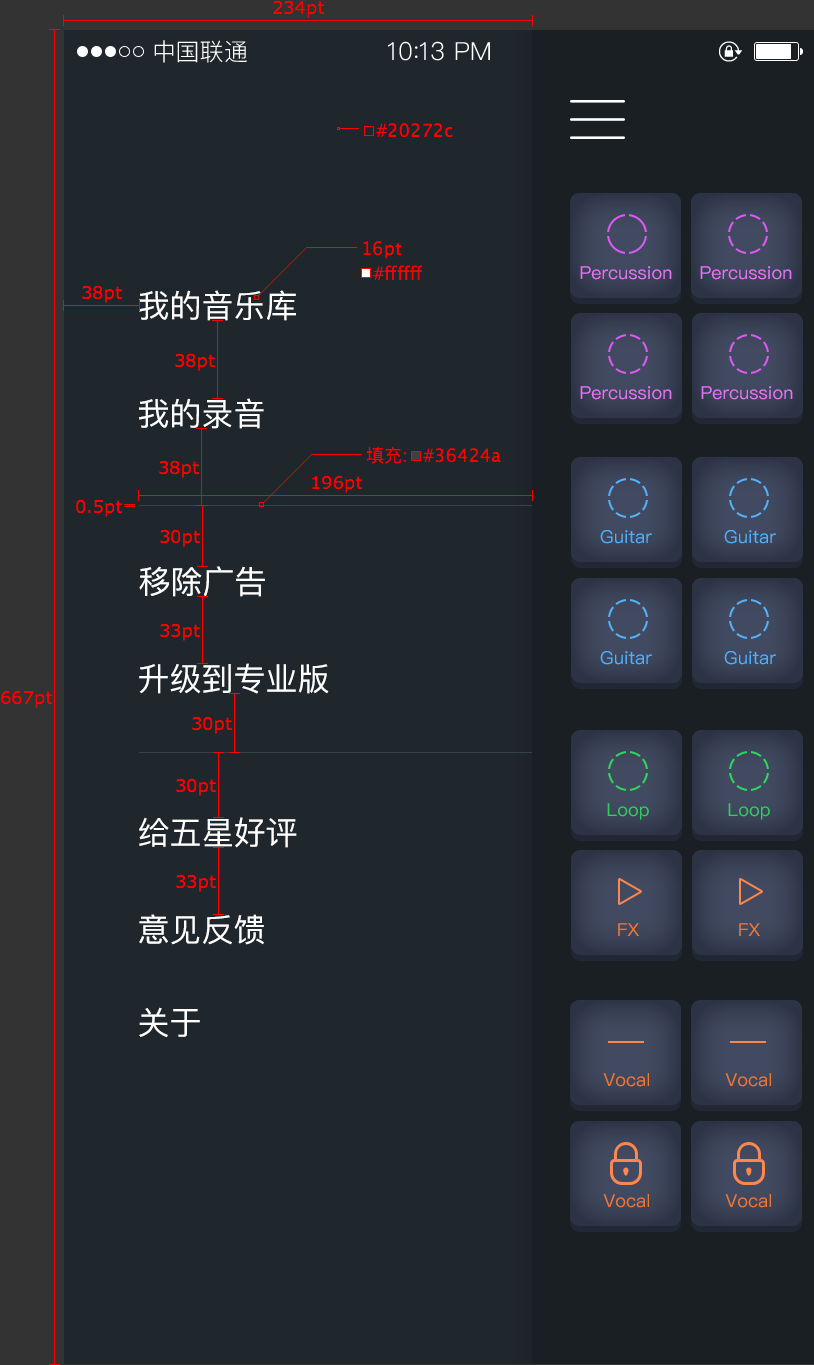 234pt
中国联通 10:13 PM
#20272c
16pt
#ffffff
38pt
我的音乐库
38pt
我的录音
38pt
填充: #36424a
196pt
0.5pt
30pt
移除广告
33pt
升级到专业版
667pt
30pt
30pt
给五星好评
33pt
意见反馈
关于
Percussion Percussion
Percussion Percussion
Guitar Guitar
Guitar Guitar
Loop Loop
FX FX
Vocal Vocal
Vocal Vocal